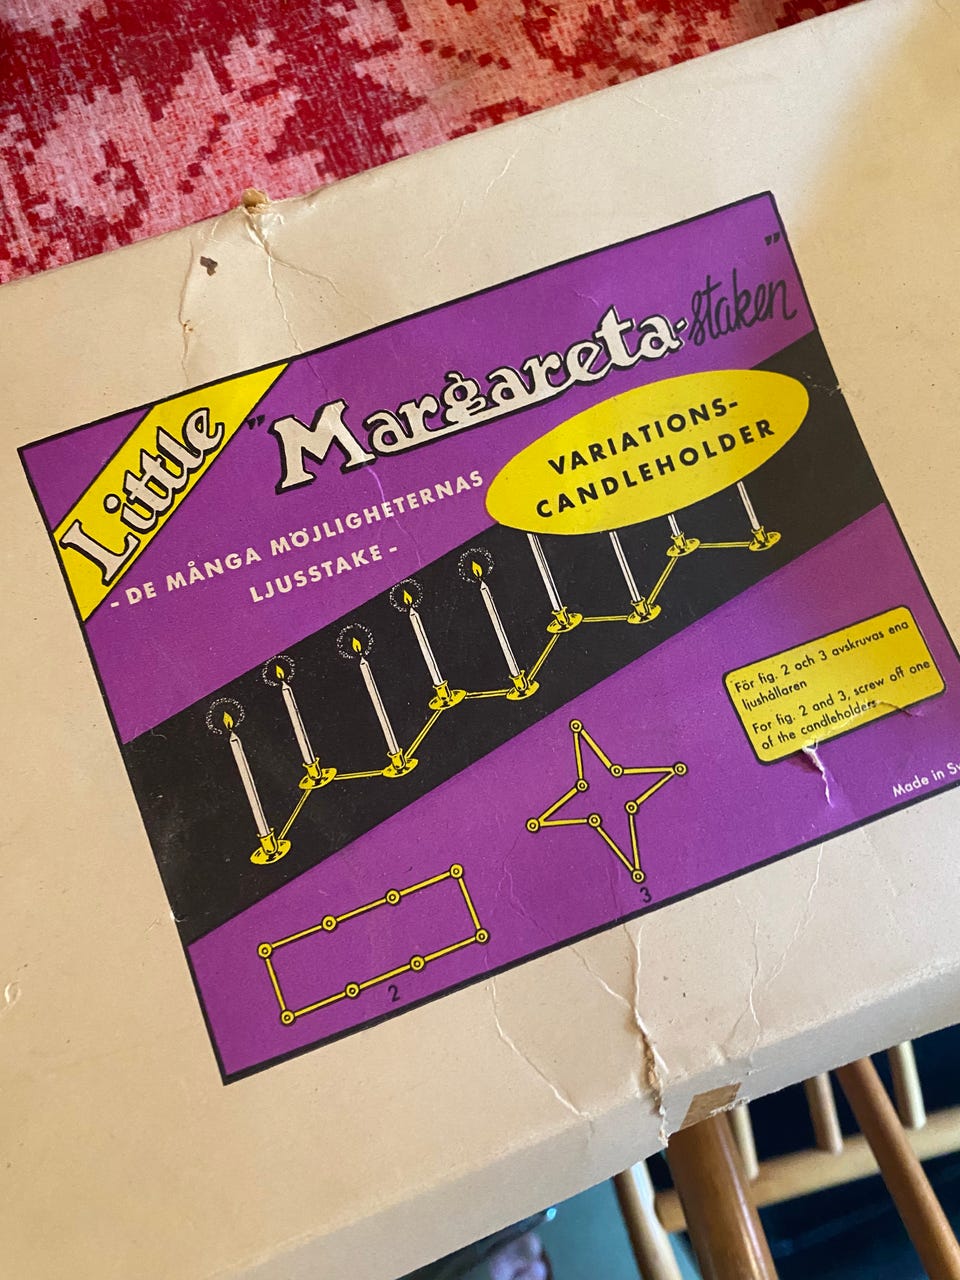 Little
"Margareta-staken"
- DE MÅNGA MÖJLIGHETERNAS
LJUSSTAKE -
VARIATIONS-
CANDLEHOLDER
För fig. 2 och 3 avskruvas ena
ljushållaren
For fig. 2 and 3, screw off one
of the candleholders
Made in Sw
2
3